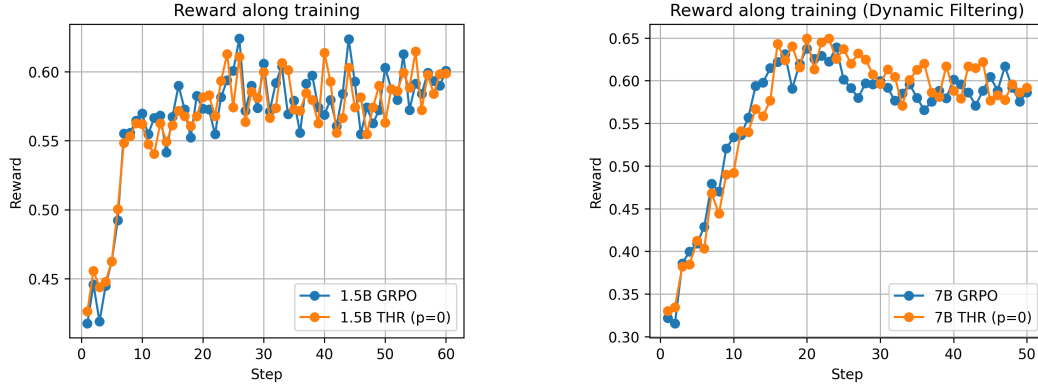 Reward along training
0.60
0.55
0.50
0.45
Reward
1.5B GRPO
1.5B THR (p=0)
0
10
20
30
40
50
60
Step
Reward along training (Dynamic Filtering)
0.65
0.60
0.55
0.50
0.45
0.40
0.35
0.30
Reward
7B GRPO
7B THR (p=0)
0
10
20
30
40
50
Step